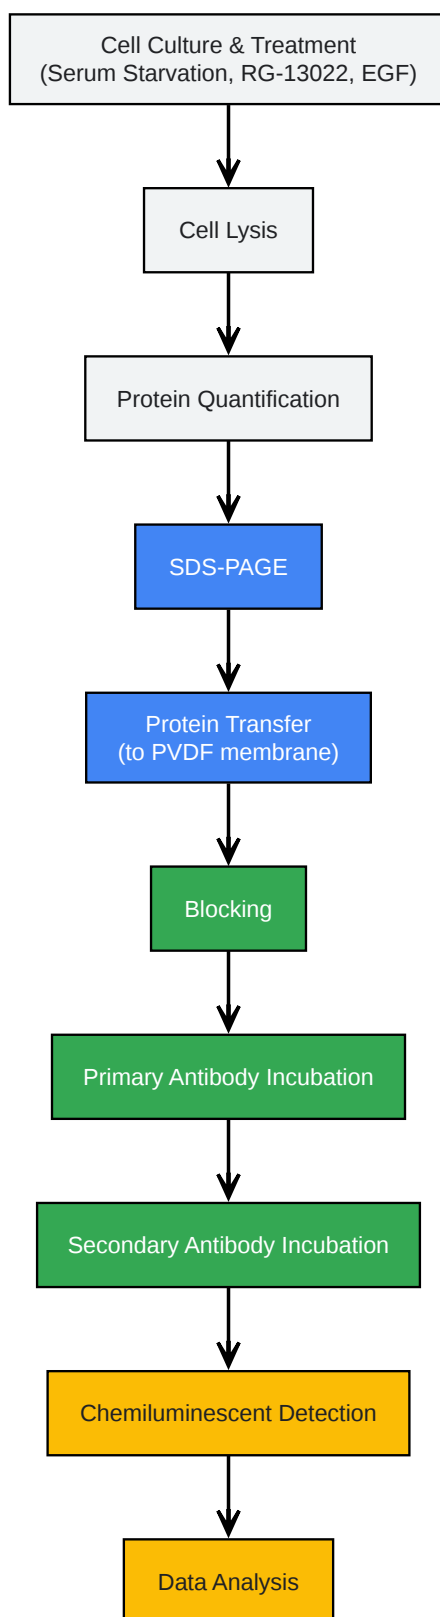 Cell Culture & Treatment
(Serum Starvation, RG-13022, EGF)
Cell Lysis
Protein Quantification
SDS-PAGE
Protein Transfer
(to PVDF membrane)
Blocking
Primary Antibody Incubation
Secondary Antibody Incubation
Chemiluminescent Detection
Data Analysis